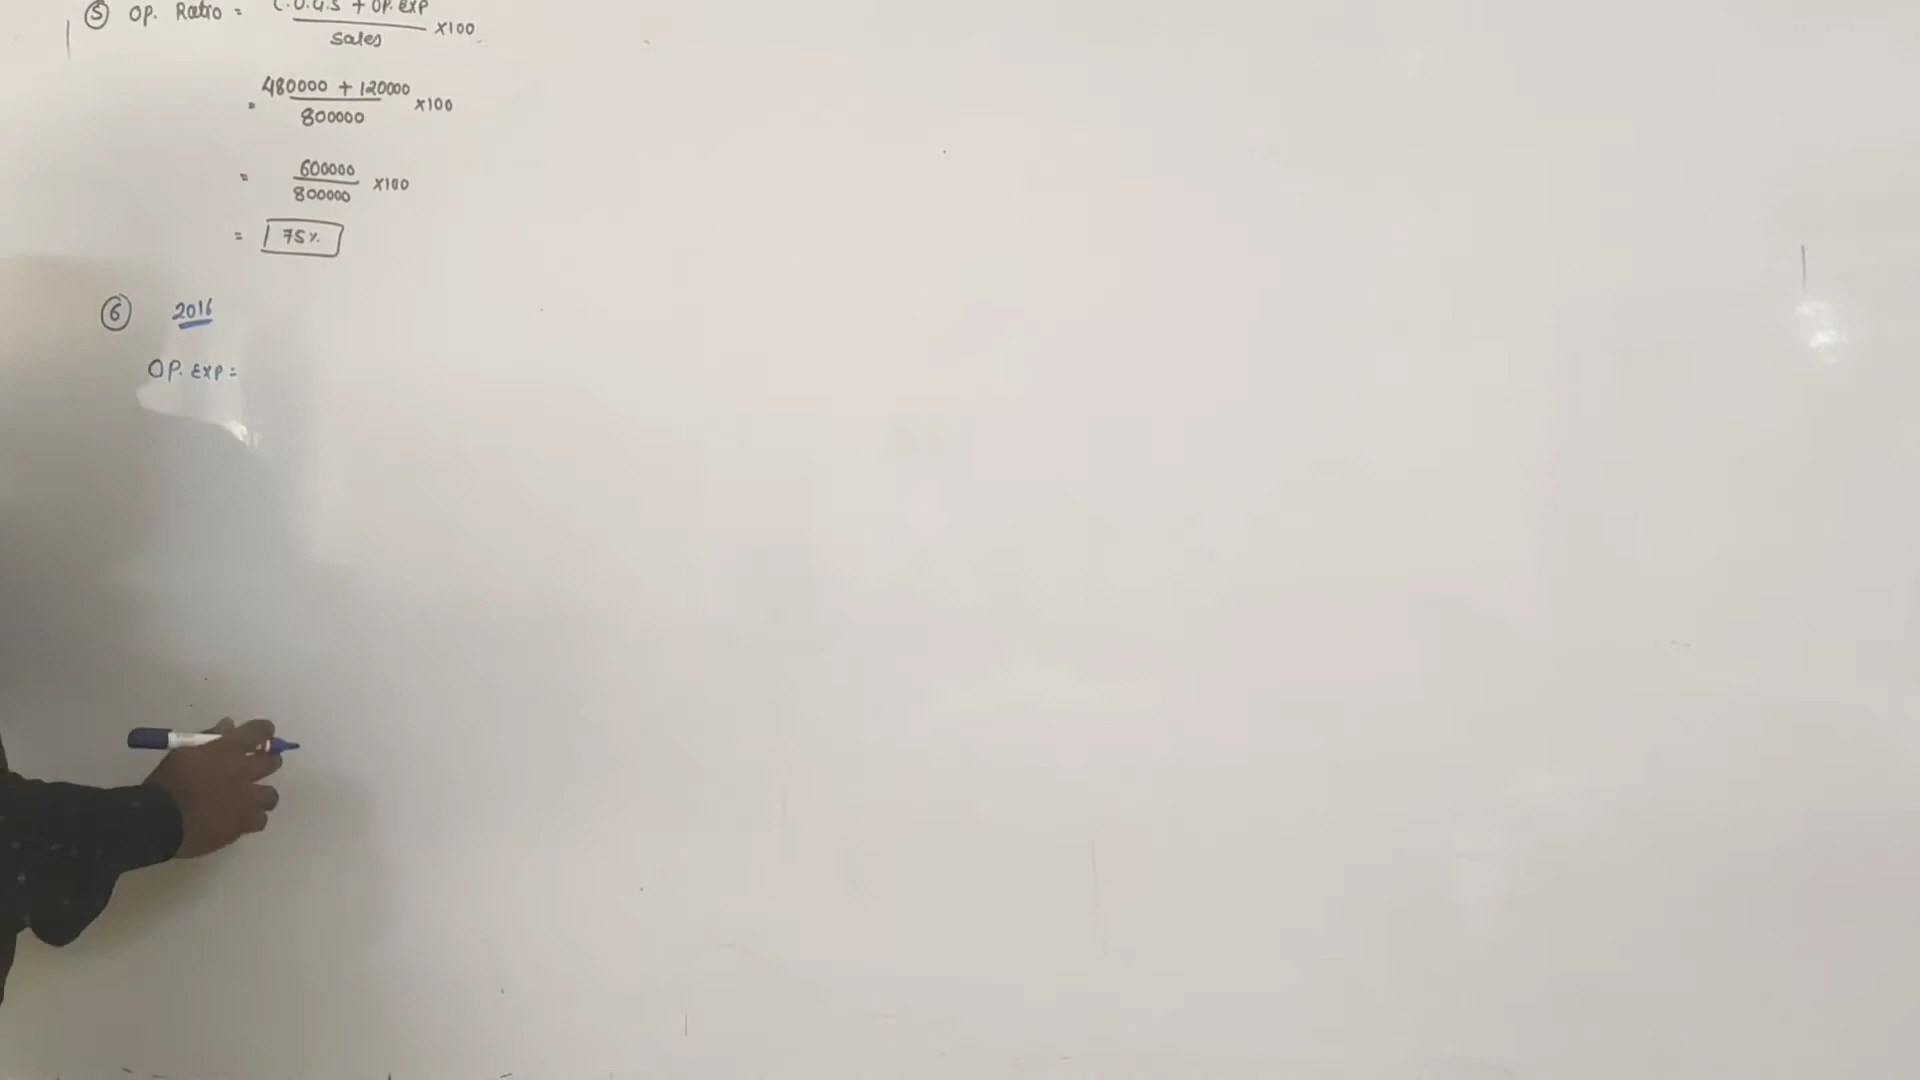 ⑤ Op. Ratio = C.O.G.S + Op. Exp / Sales ×100
= 480000 + 120000 / 800000 ×100
= 600000 / 800000 ×100
= 75%
⑥ 2016
OP. Exp =